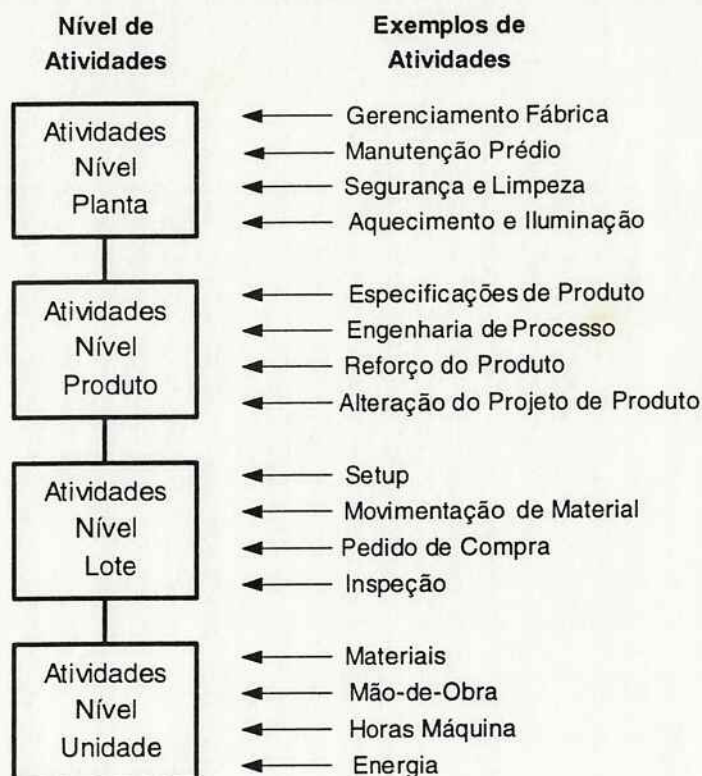 Nível de
Atividades
Exemplos de
Atividades
Atividades
Nível
Planta
Gerenciamento Fábrica
Manutenção Prédio
Segurança e Limpeza
Aquecimento e Iluminação
Atividades
Nível
Produto
Especificações de Produto
Engenharia de Processo
Reforço do Produto
Alteração do Projeto de Produto
Atividades
Nível
Lote
Setup
Movimentação de Material
Pedido de Compra
Inspeção
Atividades
Nível
Unidade
Materiais
Mão-de-Obra
Horas Máquina
Energia